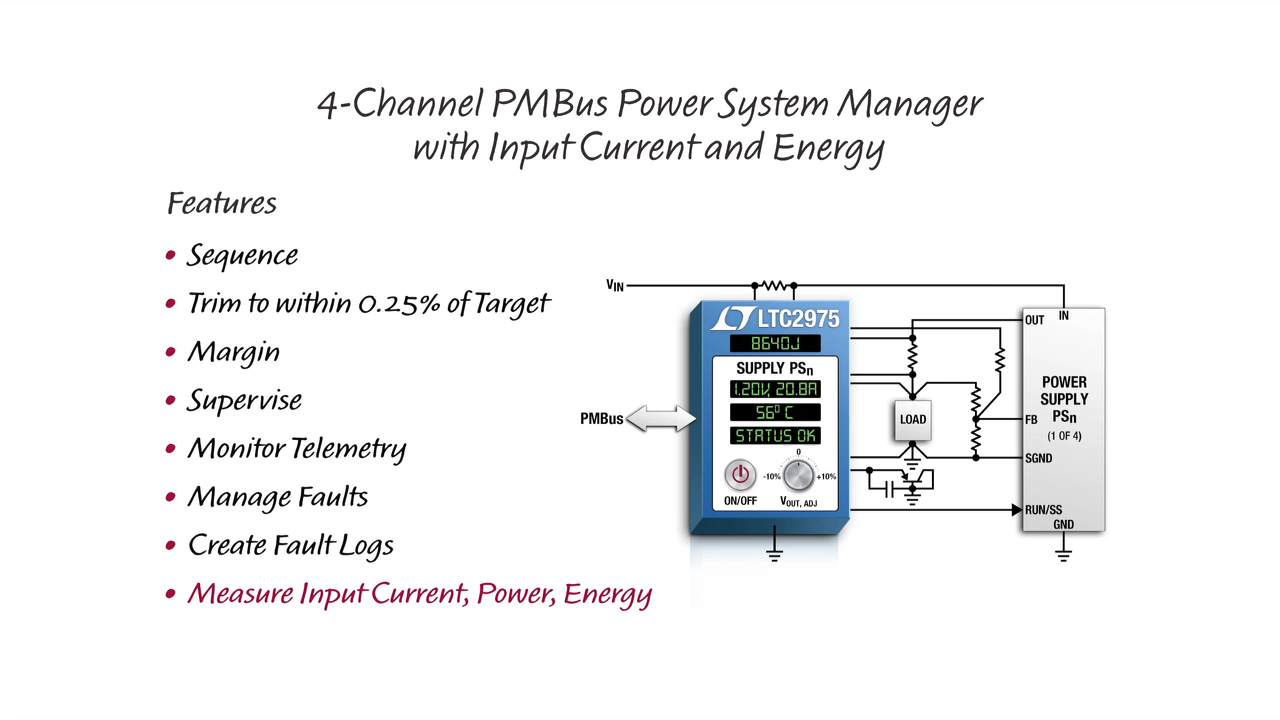 4-Channel PMBus Power System Manager
with Input Current and Energy
Features
• Sequence
• Trim to within 0.25% of Target
• Margin
• Supervise
• Monitor Telemetry
• Manage Faults
• Create Fault Logs
• Measure Input Current, Power, Energy
VIN
LTC2975
8640J
SUPPLY PSn
1.20V, 20.8A
56° C
STATUS OK
ON/OFF
0
-10%
+10%
VOUT, ADJ
PMBus
LOAD
OUT
IN
POWER
SUPPLY
PSn
(1 OF 4)
FB
SGND
RUN/SS
GND